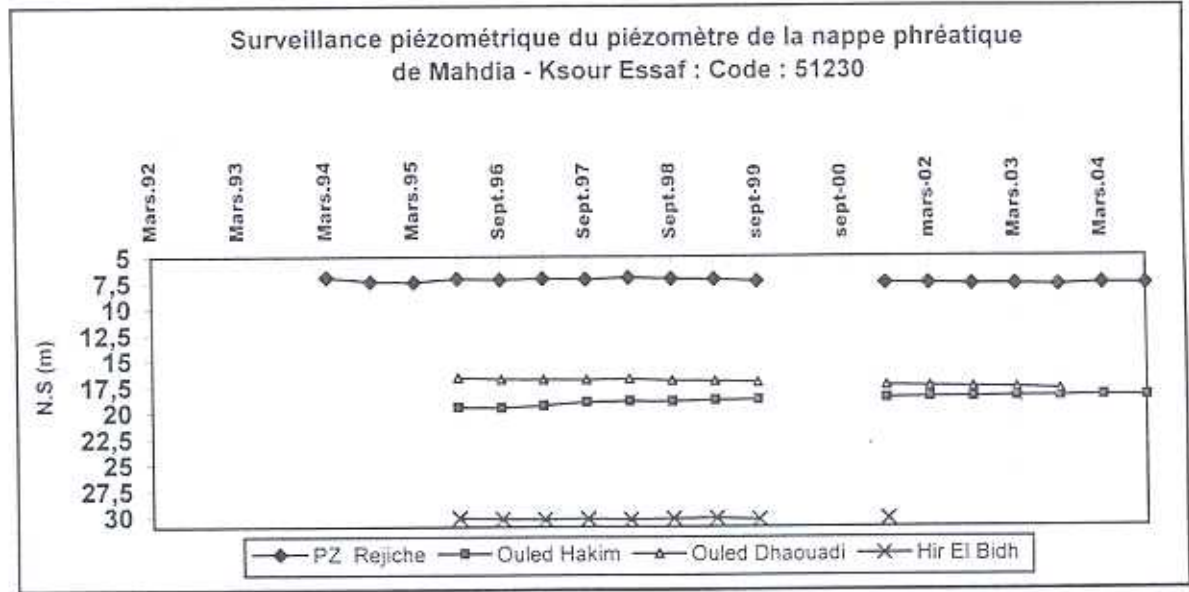 Surveillance piézométrique du piézomètre de la nappe phréatique
de Mahdia - Ksour Essaf : Code : 51230
Mars.92
Mars.93
Mars.94
Mars.95
Sept.96
Sept.97
Sept.98
sept-99
sept-00
mars-02
Mars.03
Mars.04
N.S (m)
5
7,5
10
12,5
15
17,5
20
22,5
25
27,5
30
PZ Rejiche Ouled Hakim Ouled Dhaouadi Hir El Bidh